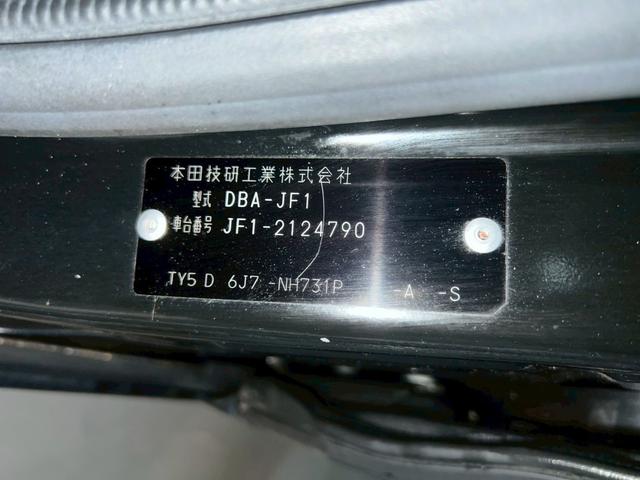 本田技研工業株式会社
型式 DBA-JF1
車台番号 JF1-2124790
TY5 D 6J7 -NH731P -A -S